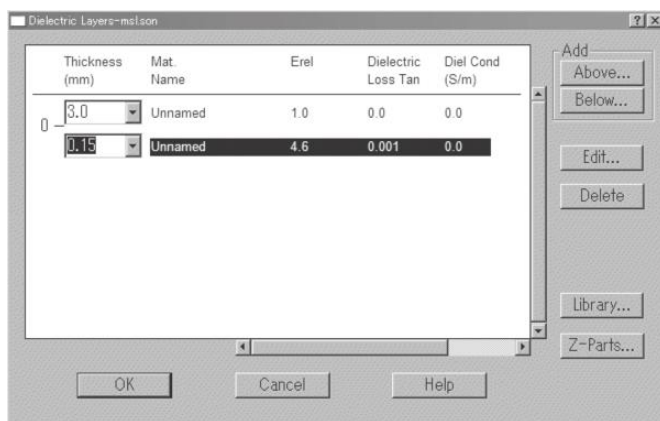 Dielectric Layers-mslson
Thickness Mat. Erel Dielectric Diel Cond
(mm) Name Loss Tan (S/m)
3.0 Unnamed 1.0 0.0 0.0
0
0.15 Unnamed 4.6 0.001 0.0
Add
Above...
Below...
Edit...
Delete
Library...
Z-Parts...
OK Cancel Help